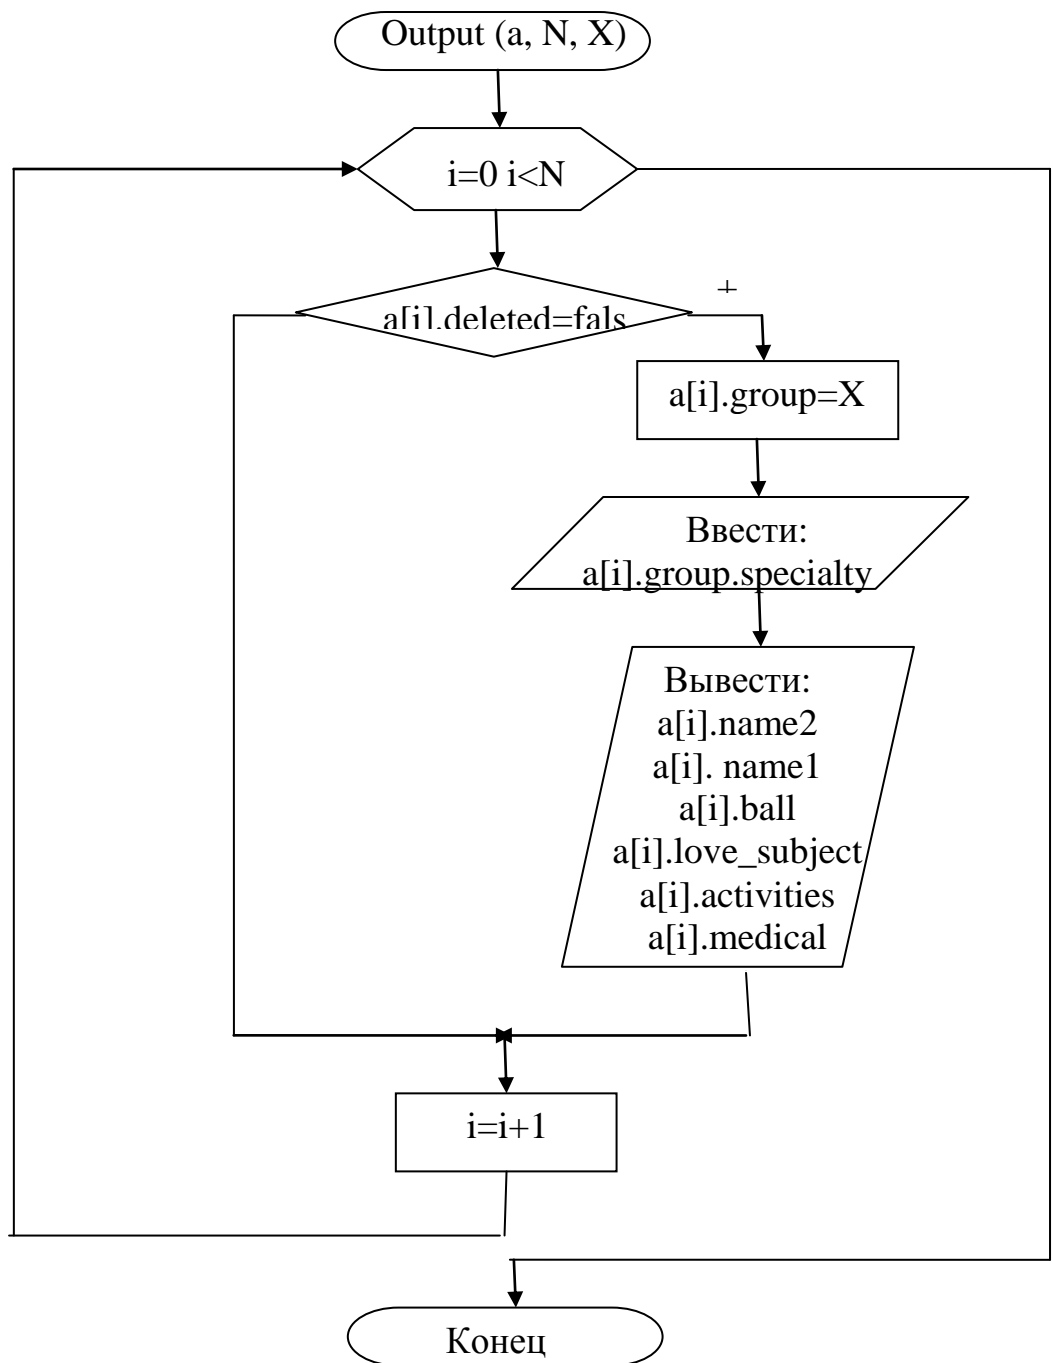 Output (a, N, X)
i=0 i<N
+
a[i].deleted=fals
a[i].group=X
Ввести:
a[i].group.specialty
Вывести:
a[i].name2
a[i]. name1
a[i].ball
a[i].love_subject
a[i].activities
a[i].medical
i=i+1
Конец